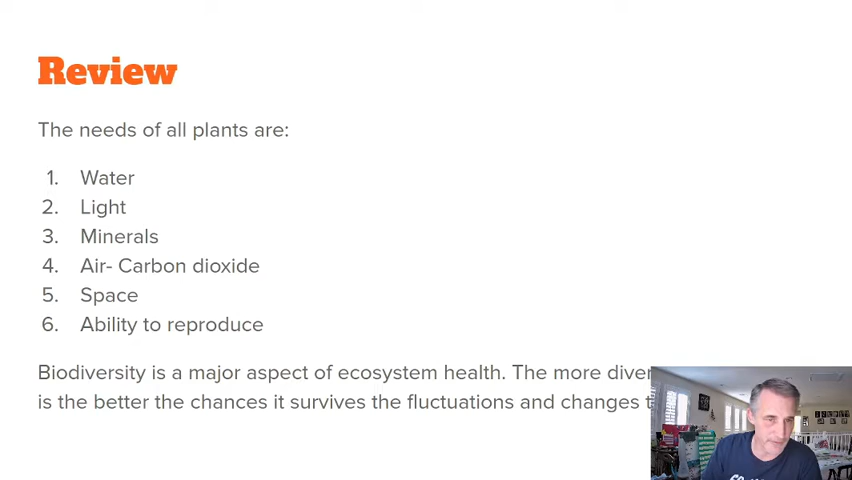 Review
The needs of all plants are:
1. Water
2. Light
3. Minerals
4. Air- Carbon dioxide
5. Space
6. Ability to reproduce
Biodiversity is a major aspect of ecosystem health. The more
is the better the chances it survives the fluctuations and changes